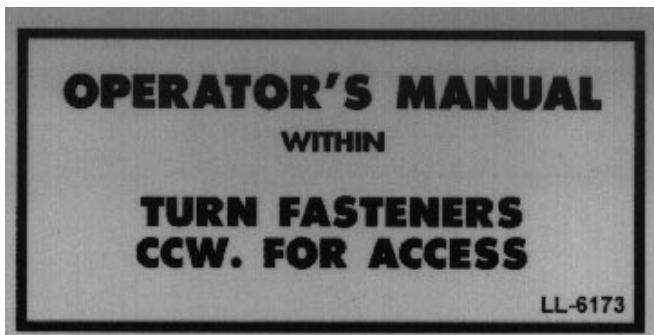 OPERATOR'S MANUAL
WITHIN
TURN FASTENERS
CCW. FOR ACCESS
LL-6173